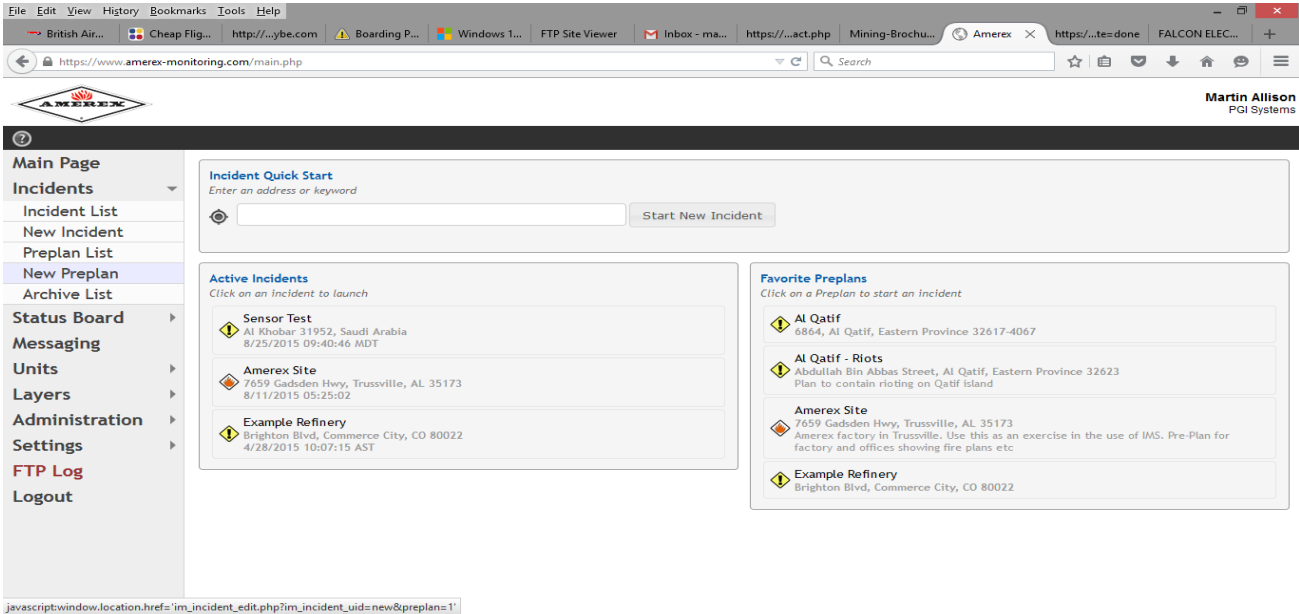 File Edit View History Bookmarks Tools Help
British Air... Cheap Flig... http://...ybe.com Boarding P... Windows 1... FTP Site Viewer Inbox - ma... https://...act.php Mining-Brochu... Amerex https:/...te=done FALCON ELEC...
https://www.amerex-monitoring.com/main.php Search
AMEREX
Martin Allison
PGI Systems
Main Page
Incidents
Incident List
New Incident
Preplan List
New Preplan
Archive List
Status Board
Messaging
Units
Layers
Administration
Settings
FTP Log
Logout
Incident Quick Start
Enter an address or keyword
Start New Incident
Active Incidents
Click on an incident to launch
Sensor Test
Al Khobar 31952, Saudi Arabia
8/25/2015 09:40:46 MDT
Amerex Site
7659 Gadsden Hwy, Trussville, AL 35173
8/11/2015 05:25:02
Example Refinery
Brighton Blvd, Commerce City, CO 80022
4/28/2015 10:07:15 AST
Favorite Preplans
Click on a Preplan to start an incident
Al Qatif
6864, Al Qatif, Eastern Province 32617-4067
Al Qatif - Riots
Abdullah Bin Abbas Street, Al Qatif, Eastern Province 32623
Plan to contain rioting on Qatif island
Amerex Site
7659 Gadsden Hwy, Trussville, AL 35173
Amerex factory in Trussville. Use this as an exercise in the use of IMS. Pre-Plan for
factory and offices showing fire plans etc
Example Refinery
Brighton Blvd, Commerce City, CO 80022
javascript:window.location.href='im_incident_edit.php?im_incident_uid=new&preplan=1'